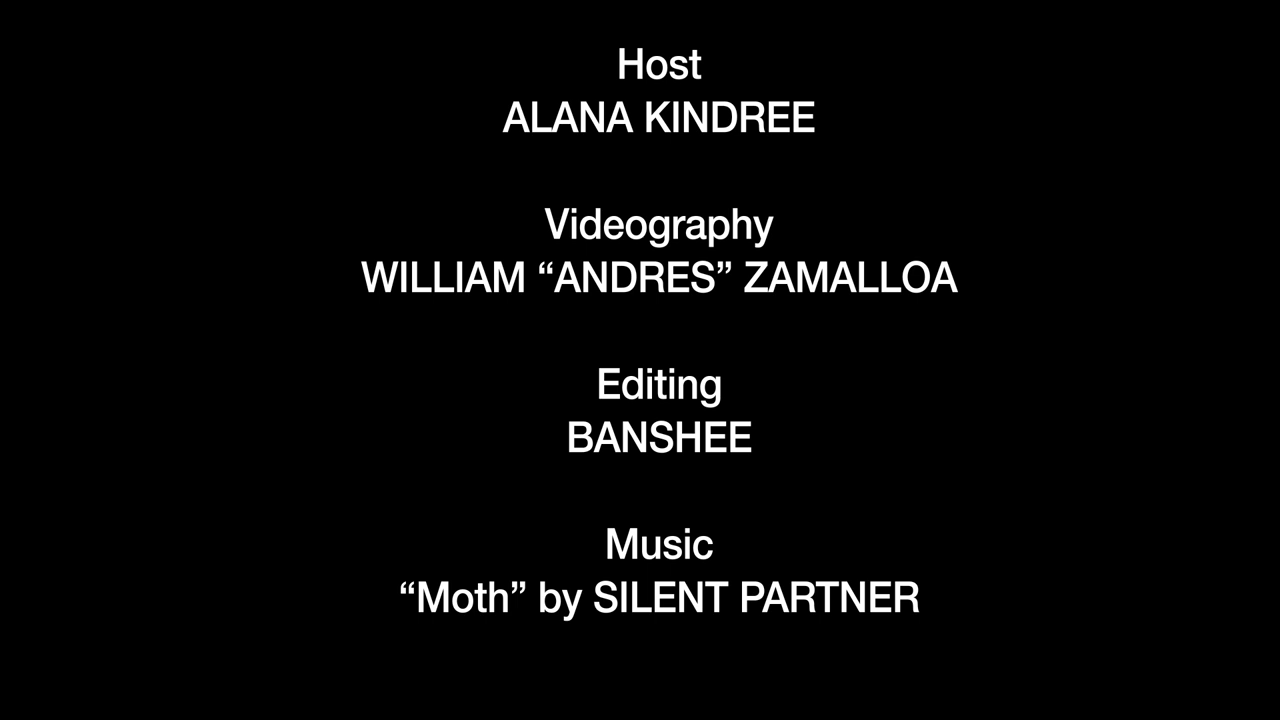 Host
ALANA KINDREE
Videography
WILLIAM “ANDRES” ZAMALLOA
Editing
BANSHEE
Music
“Moth” by SILENT PARTNER